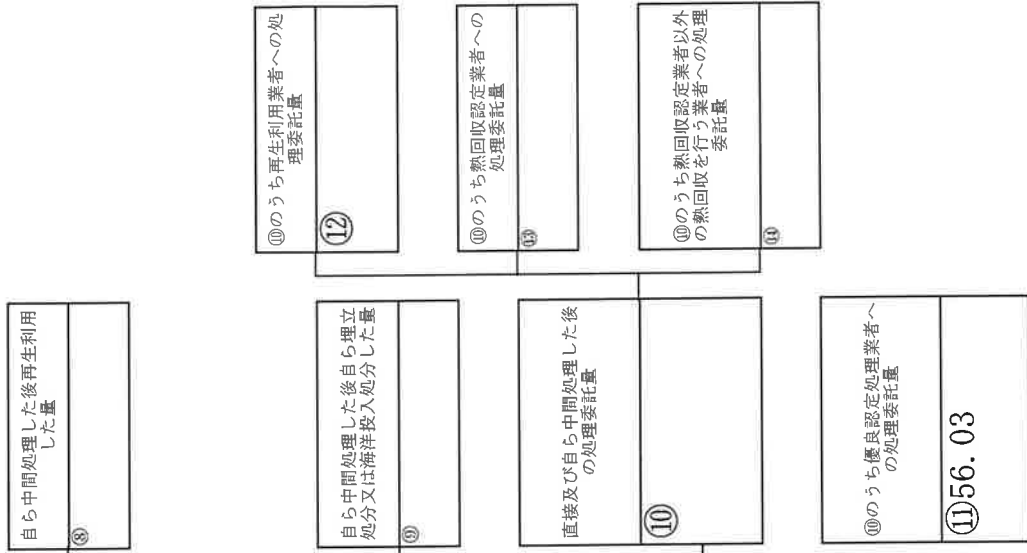 自ら中間処理した後再生利用
した量
⑧
自ら中間処理した後自ら埋立
処分又は海洋投入処分した量
⑨
直接及び自ら中間処理した後
の処理委託量
⑩
⑩のうち優良認定処理業者へ
の処理委託量
⑪56.03
⑩のうち再生利用業者への処
理委託量
⑫
⑩のうち熱回収認定業者への
処理委託量
⑬
⑩のうち熱回収認定業者以外
の熱回収を行う業者への処理
委託量
⑭